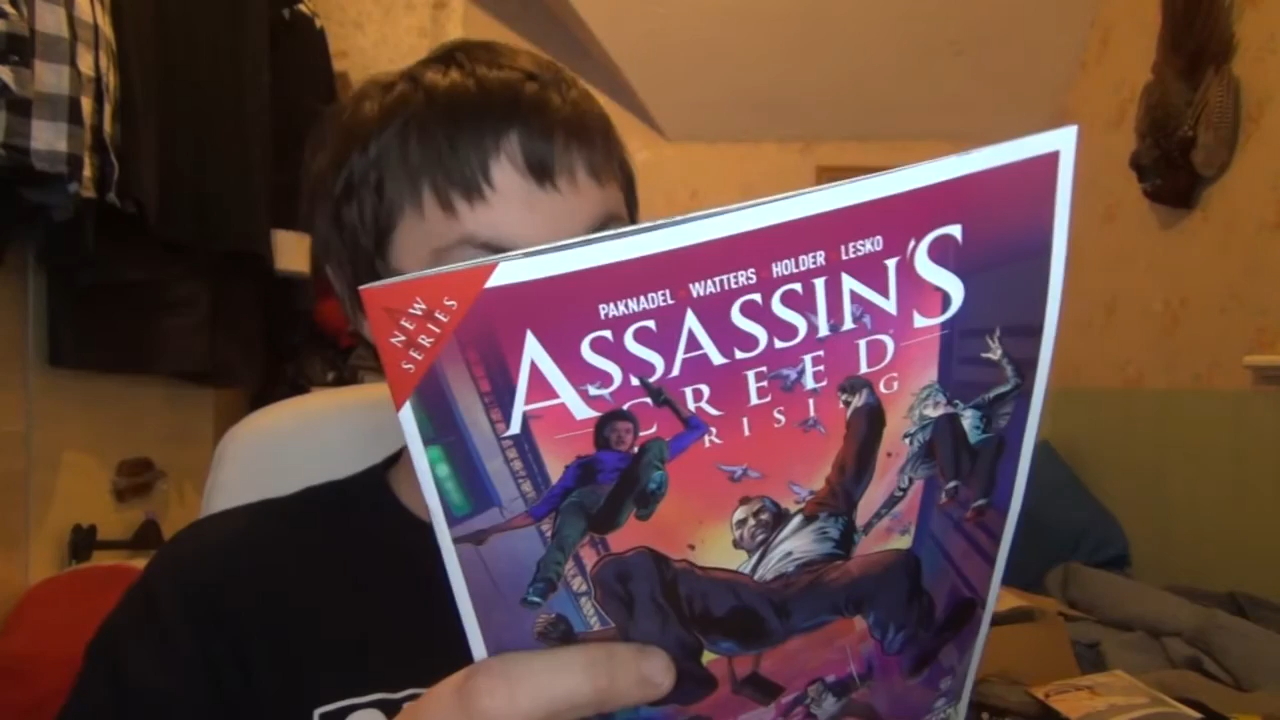 NEW
SERIES
PAKNADEL WATTERS HOLDER LESKO
ASSASSIN'S
CREED
RISING